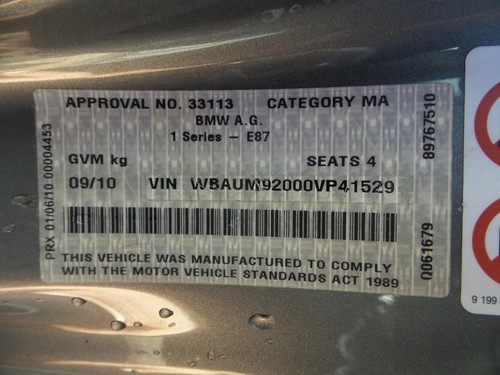 APPROVAL NO. 33113 CATEGORY MA
BMW A.G.
1 Series - E87
GVM kg SEATS 4
09/10 VIN WBAUM92000VP41529
THIS VEHICLE WAS MANUFACTURED TO COMPLY
WITH THE MOTOR VEHICLE STANDARDS ACT 1989
PRX 01/06/10 00004453
89767510
Q061679
9 199